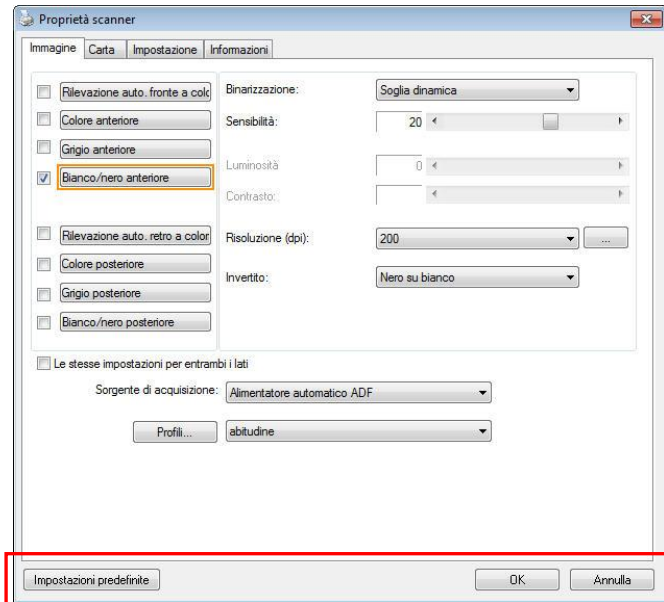 Proprietà scanner
Immagine Carta Impostazione Informazioni
Rilevazione auto. fronte a colo
Colore anteriore
Grigio anteriore
Bianco/nero anteriore
Rilevazione auto. retro a color
Colore posteriore
Grigio posteriore
Bianco/nero posteriore
Binarizzazione: Soglia dinamica
Sensibilità: 20
Luminosità 0
Contrasto:
Risoluzione (dpi): 200 ...
Invertito: Nero su bianco
Le stesse impostazioni per entrambi i lati
Sorgente di acquisizione: Alimentatore automatico ADF
Profili... abitudine
Impostazioni predefinite OK Annulla